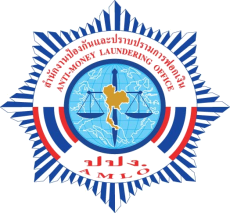 สำนักงานป้องกันและปราบปรามการฟอกเงิน
ANTI-MONEY LAUNDERING OFFICE
ปปง.
AMLO